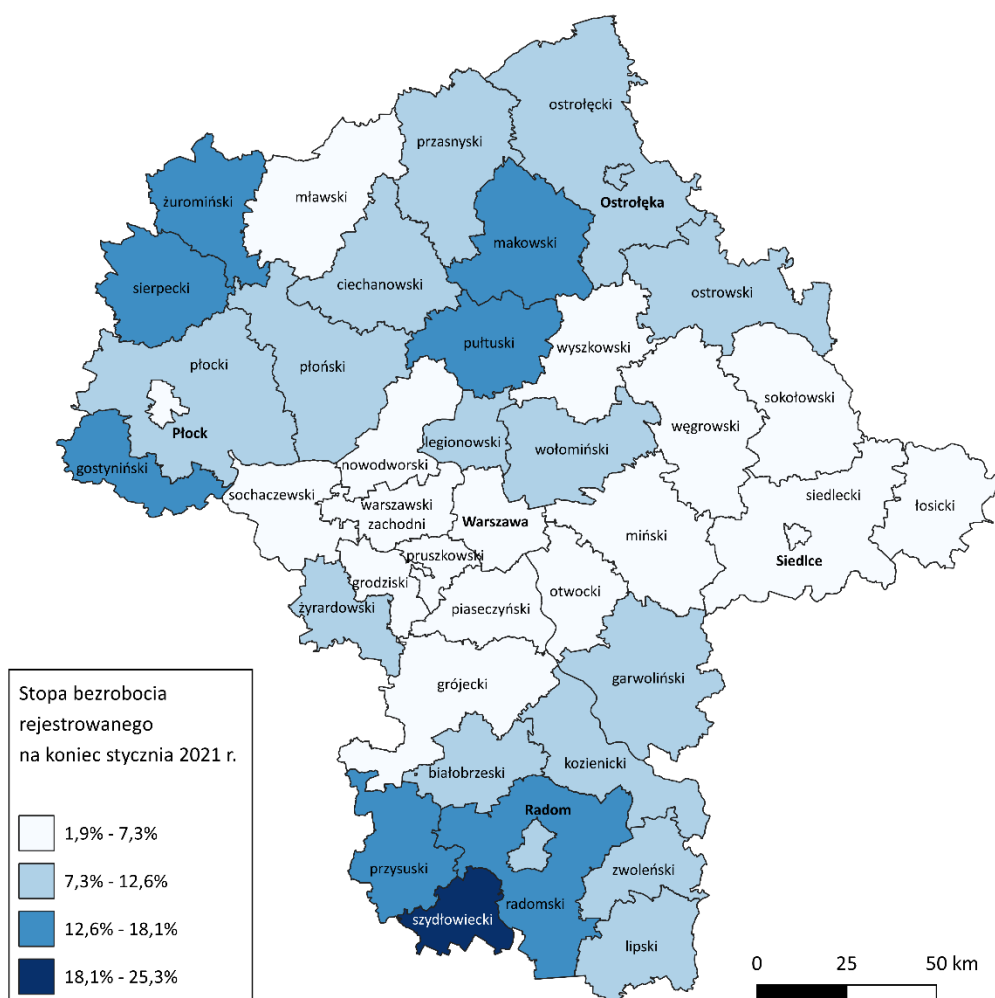 ostrołęcki
przasnyski
żuromiński
mławski
Ostrołęka
makowski
sierpecki
ciechanowski
ostrowski
pułtuski
wyszkowski
płocki
płoński
sokołowski
węgrowski
Płock
legionowski
wołomiński
gostyniński
nowodworski
sochaczewski
siedlecki
łosicki
warszawski
zachodni
Warszawa
miński
Siedlce
pruszkowski
grodziski
otwocki
żyrardowski
piaseczyński
garwoliński
grójecki
kozienicki
białobrzeski
Radom
przysuski
zwoleński
radomski
szydłowiecki
lipski
Stopa bezrobocia
rejestrowanego
na koniec stycznia 2021 r.
1,9% - 7,3%
7,3% - 12,6%
12,6% - 18,1%
18,1% - 25,3%
0 25 50 km